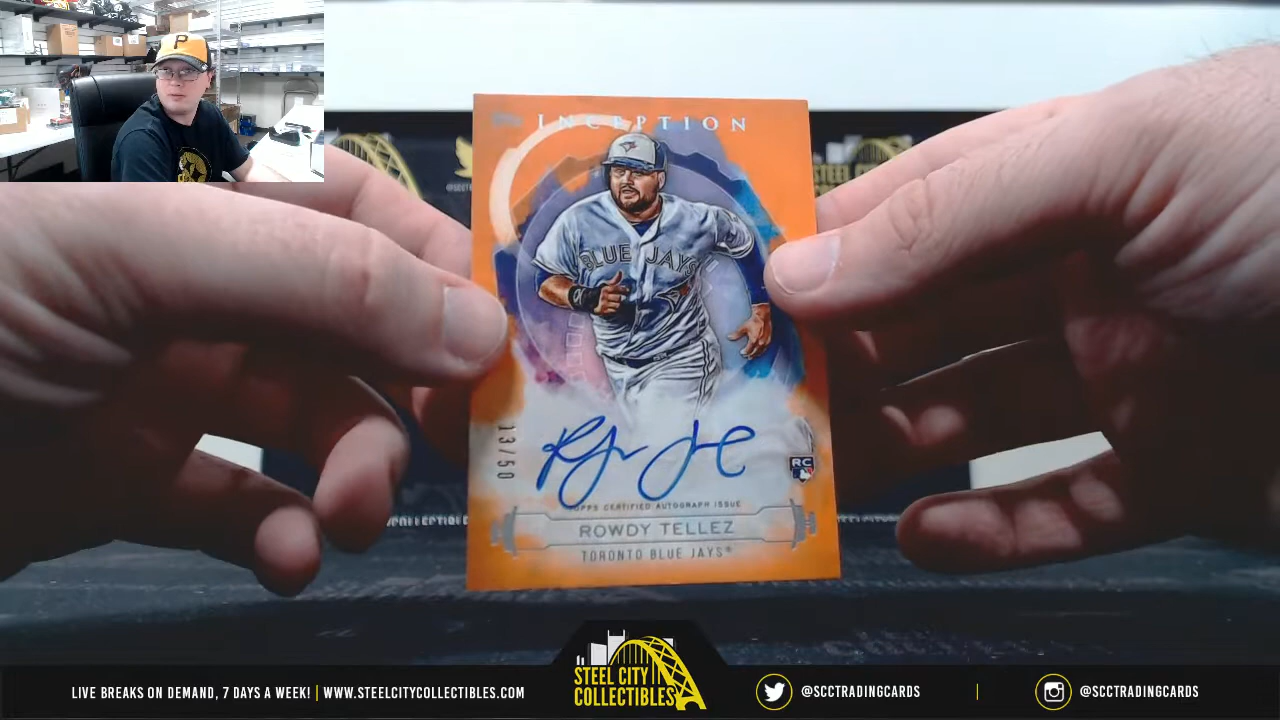 P
INCEPTION
BLUE JAYS
13/50
RC
TOPPS CERTIFIED AUTOGRAPH ISSUE
ROWDY TELLEZ
TORONTO BLUE JAYS®
LIVE BREAKS ON DEMAND, 7 DAYS A WEEK! | WWW.STEELCITYCOLLECTIBLES.COM
STEEL CITY
COLLECTIBLES
@SCCTRADINGCARDS
@SCCTRADINGCARDS